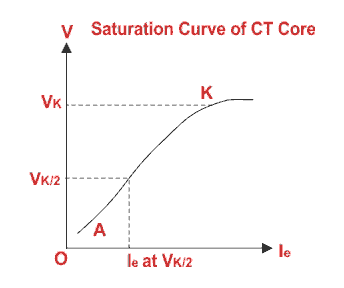 V Saturation Curve of CT Core
K
VK
VK/2
A
O
Ie at VK/2
Ie